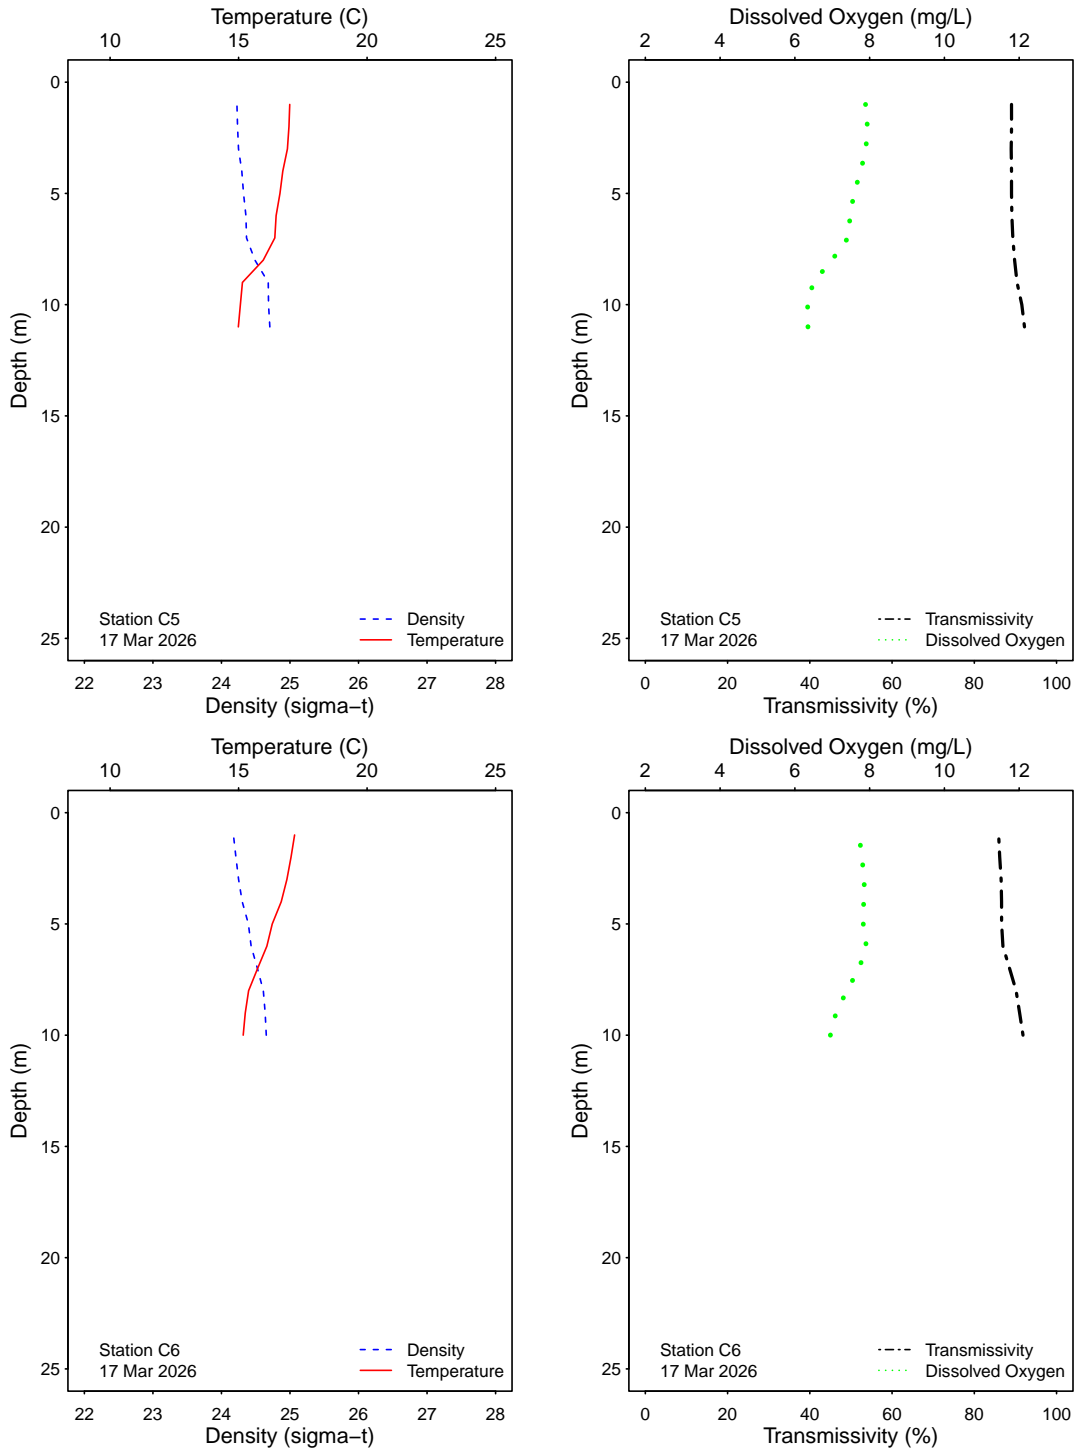 Temperature (C)
10 15 20 25
0
5
10
15
20
25
Depth (m)
Station C5
17 Mar 2026
Density
Temperature
22 23 24 25 26 27 28
Density (sigma−t)
Dissolved Oxygen (mg/L)
2 4 6 8 10 12
0
5
10
15
20
25
Depth (m)
Station C5
17 Mar 2026
Transmissivity
Dissolved Oxygen
0 20 40 60 80 100
Transmissivity (%)
Temperature (C)
10 15 20 25
0
5
10
15
20
25
Depth (m)
Station C6
17 Mar 2026
Density
Temperature
22 23 24 25 26 27 28
Density (sigma−t)
Dissolved Oxygen (mg/L)
2 4 6 8 10 12
0
5
10
15
20
25
Depth (m)
Station C6
17 Mar 2026
Transmissivity
Dissolved Oxygen
0 20 40 60 80 100
Transmissivity (%)